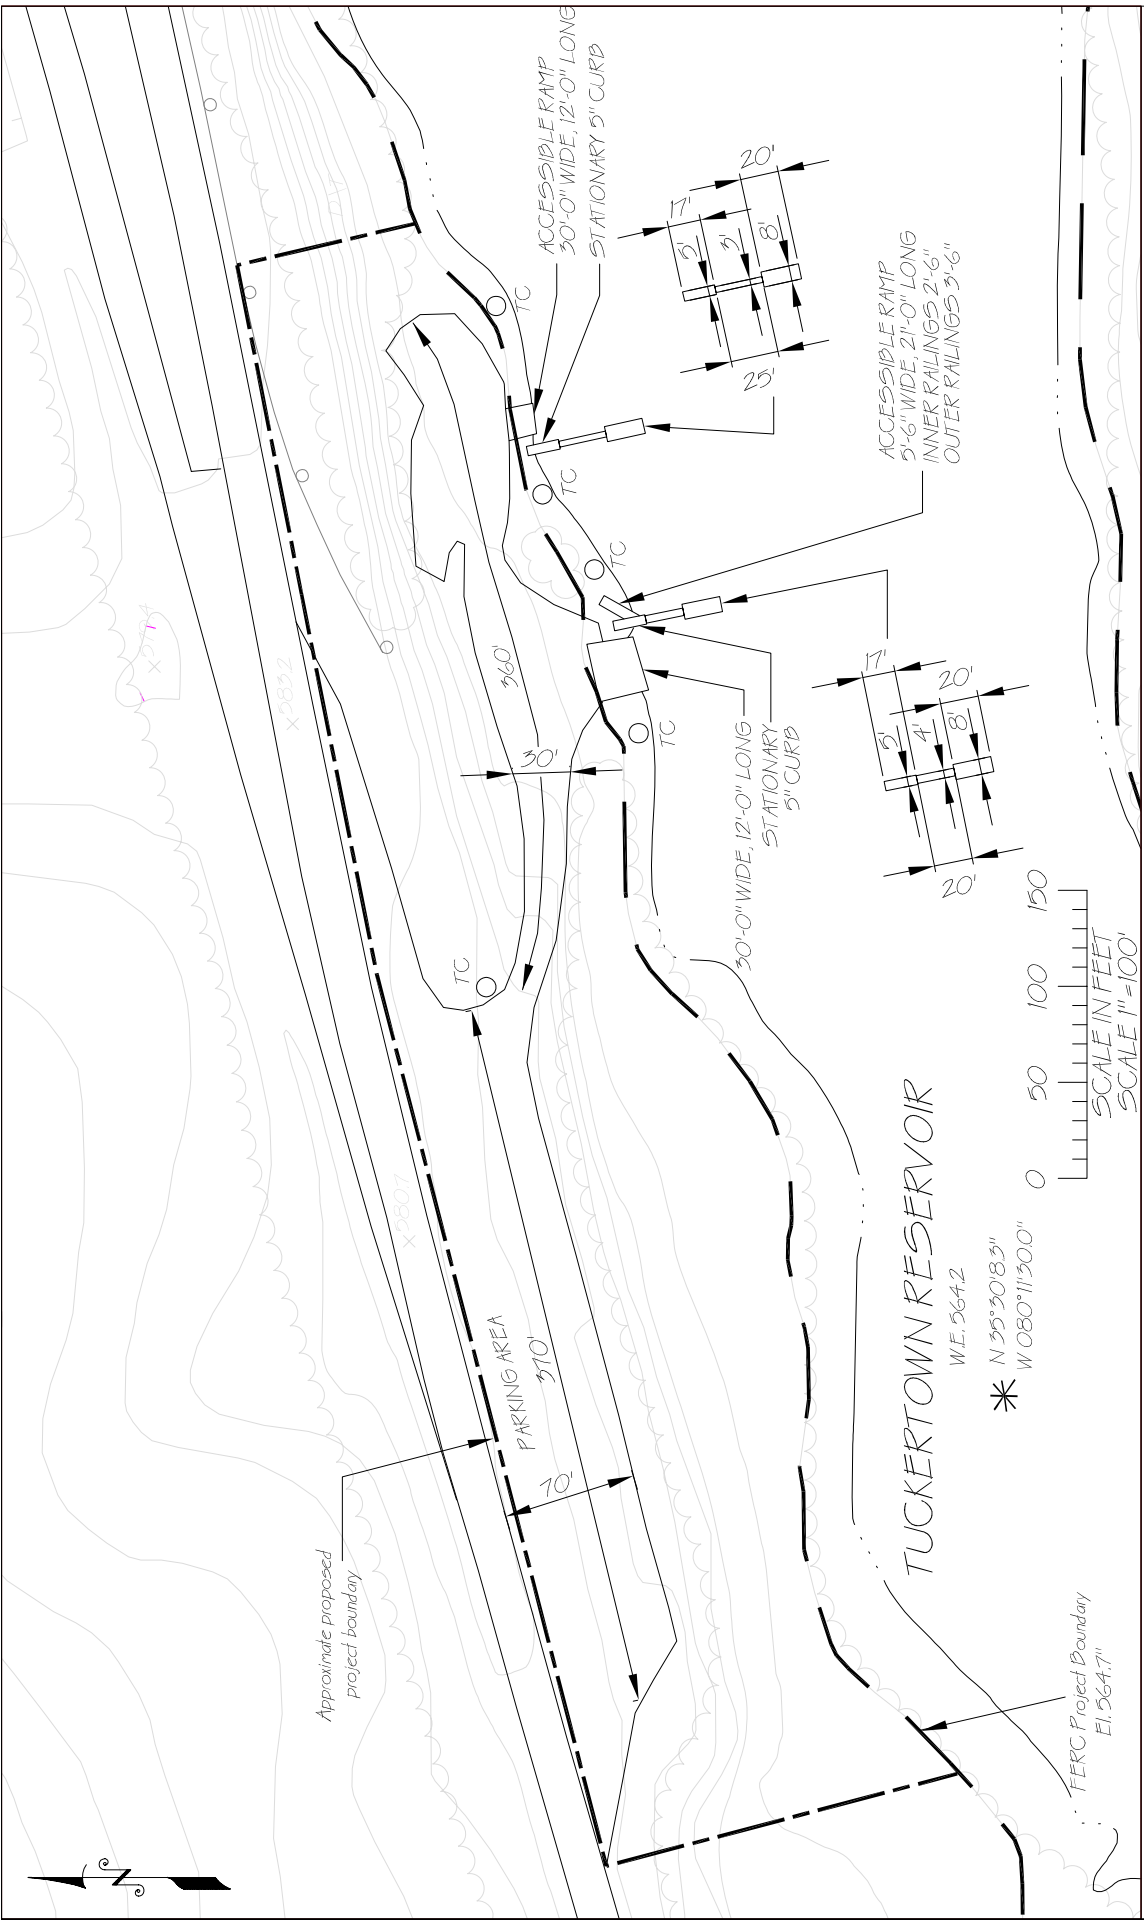 ACCESSIBLE RAMP
30'-0" WIDE, 12'-0" LONG
STATIONARY 5" CURB
17'
20'
5'
3'
8'
25'
TC
TC
TC
TC
TC
ACCESSIBLE RAMP
5'-6" WIDE, 21'-0" LONG
INNER RAILINGS 2'-6"
OUTER RAILINGS 3'-6"
30'-0" WIDE, 12'-0" LONG
STATIONARY
5" CURB
17'
20'
5'
4'
8'
20'
360'
30'
×2832
×2807
PARKING AREA
370'
70'
Approximate proposed
project boundary
TUCKERTOWN RESERVOIR
W.E. 564.2
N 35°30'83"
W 080°11'30.0"
0 50 100 150
SCALE IN FEET
SCALE 1"=100'
FERC Project Boundary
El. 564.7"
N